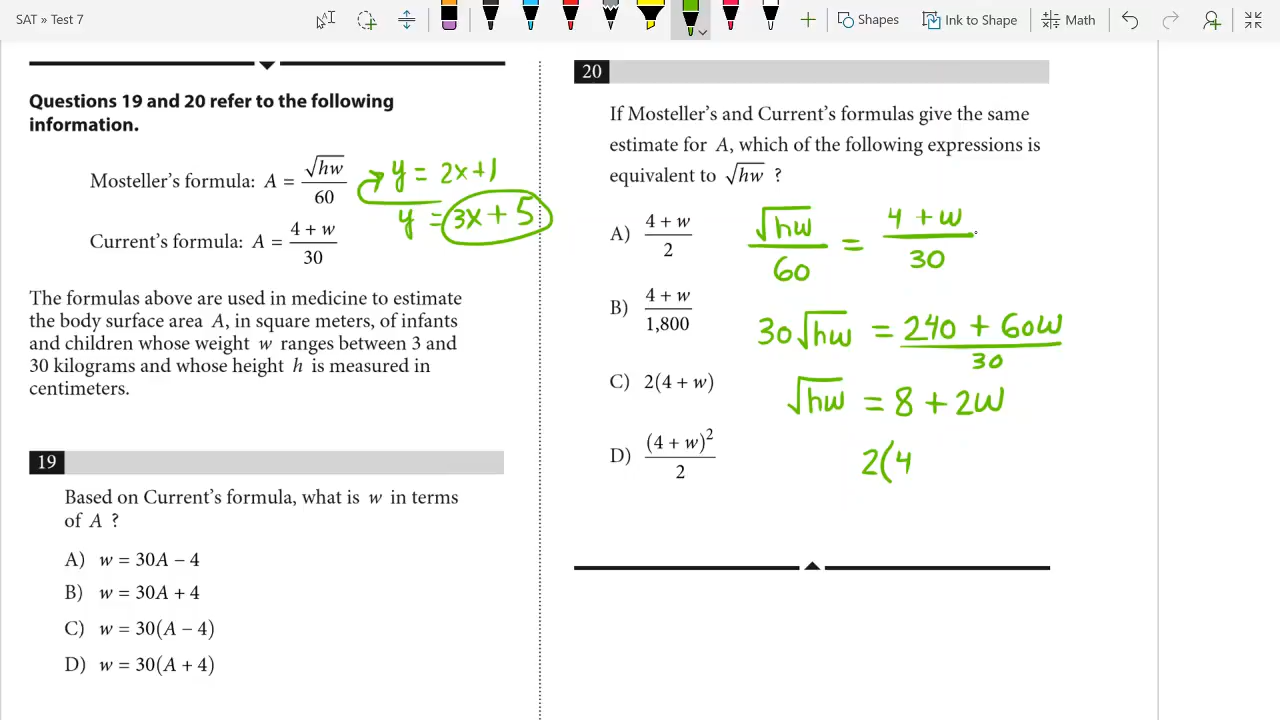 SAT » Test 7
Shapes
Ink to Shape
Math
Questions 19 and 20 refer to the following
information.
Mosteller's formula: A = √hw / 60
Current's formula: A = 4 + w / 30
y = 2x+1
y = 3x + 5
The formulas above are used in medicine to estimate
the body surface area A, in square meters, of infants
and children whose weight w ranges between 3 and
30 kilograms and whose height h is measured in
centimeters.
19
Based on Current's formula, what is w in terms
of A ?
A) w = 30A − 4
B) w = 30A + 4
C) w = 30(A − 4)
D) w = 30(A + 4)
20
If Mosteller's and Current's formulas give the same
estimate for A, which of the following expressions is
equivalent to √hw ?
A) 4 + w / 2
B) 4 + w / 1,800
C) 2(4 + w)
D) (4 + w)² / 2
√hw / 60 = 4 + w / 30
30√hw = 240 + 60w / 30
√hw = 8 + 2w
2(4